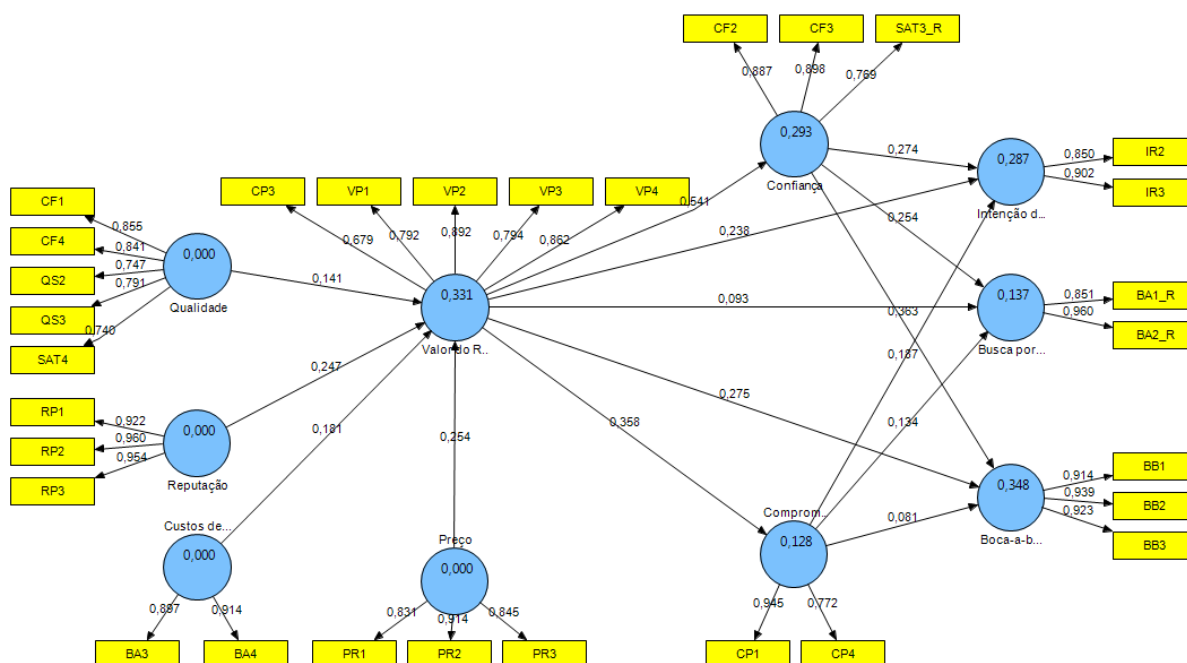 CF2
CF3
SAT3_R
0,887
0,898
0,769
0,293
Confiança
0,274
0,287
Intenção d...
0,850
0,902
IR2
IR3
CP3
VP1
VP2
VP3
VP4
0,679
0,792
0,892
0,794
0,862
0,541
0,238
0,254
CF1
CF4
QS2
QS3
SAT4
0,855
0,841
0,747
0,791
0,740
0,000
Qualidade
0,141
0,331
Valor do R...
0,093
0,363
0,187
0,137
Busca por...
0,851
0,960
BA1_R
BA2_R
0,247
0,181
0,254
0,358
0,275
0,134
RP1
RP2
RP3
0,922
0,960
0,954
0,000
Reputação
0,348
Boca-a-b...
0,914
0,939
0,923
BB1
BB2
BB3
Custos de...
0,000
0,897
0,914
BA3
BA4
Preço
0,000
0,831
0,914
0,845
PR1
PR2
PR3
Comprom...
0,128
0,081
0,945
0,772
CP1
CP4